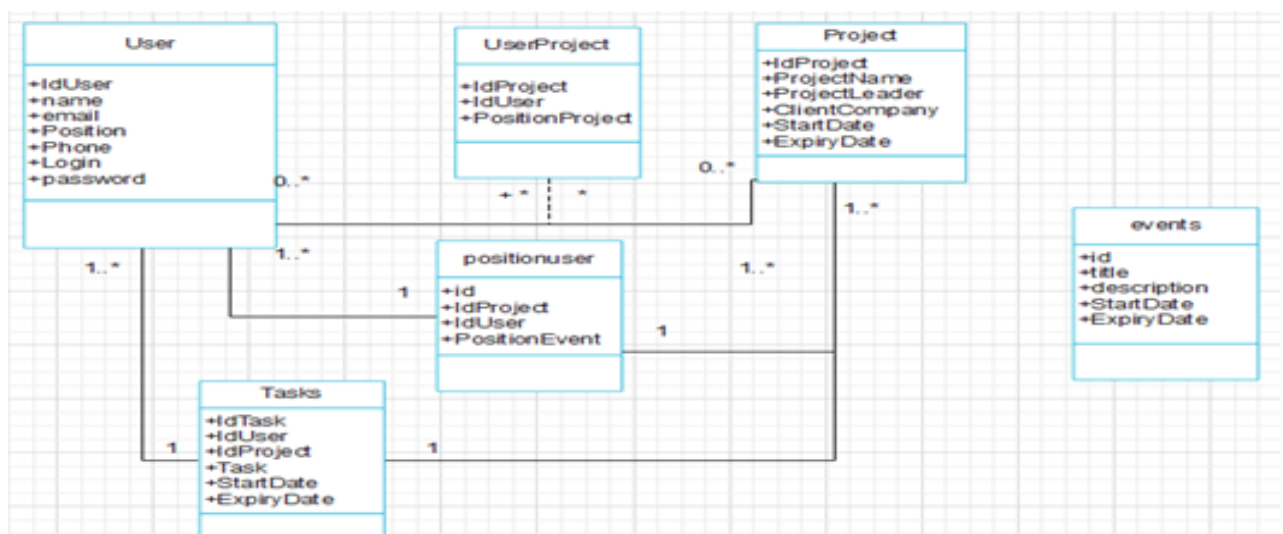 User
+IdUser
+name
+email
+Position
+Phone
+Login
+password
UserProject
+IdProject
+IdUser
+PositionProject
Project
+IdProject
+ProjectName
+ProjectLeader
+ClientCompany
+StartDate
+ExpiryDate
0..*
+ *
*
0..*
1..*
events
+id
+title
+description
+StartDate
+ExpiryDate
1..*
1..*
1..*
positionuser
+id
+IdProject
+IdUser
+PositionEvent
1
1
Tasks
+IdTask
+IdUser
+IdProject
+Task
+StartDate
+ExpiryDate
1
1